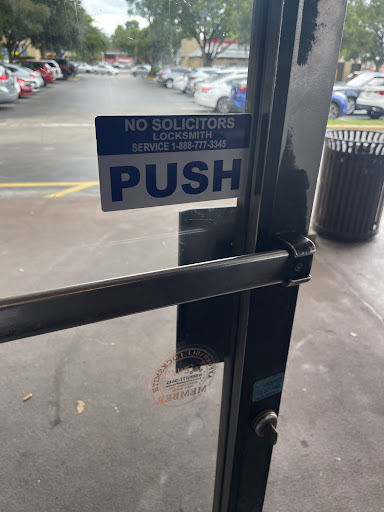 NO SOLICITORS
LOCKSMITH
SERVICE 1-888-777-3345
PUSH
MEMBER